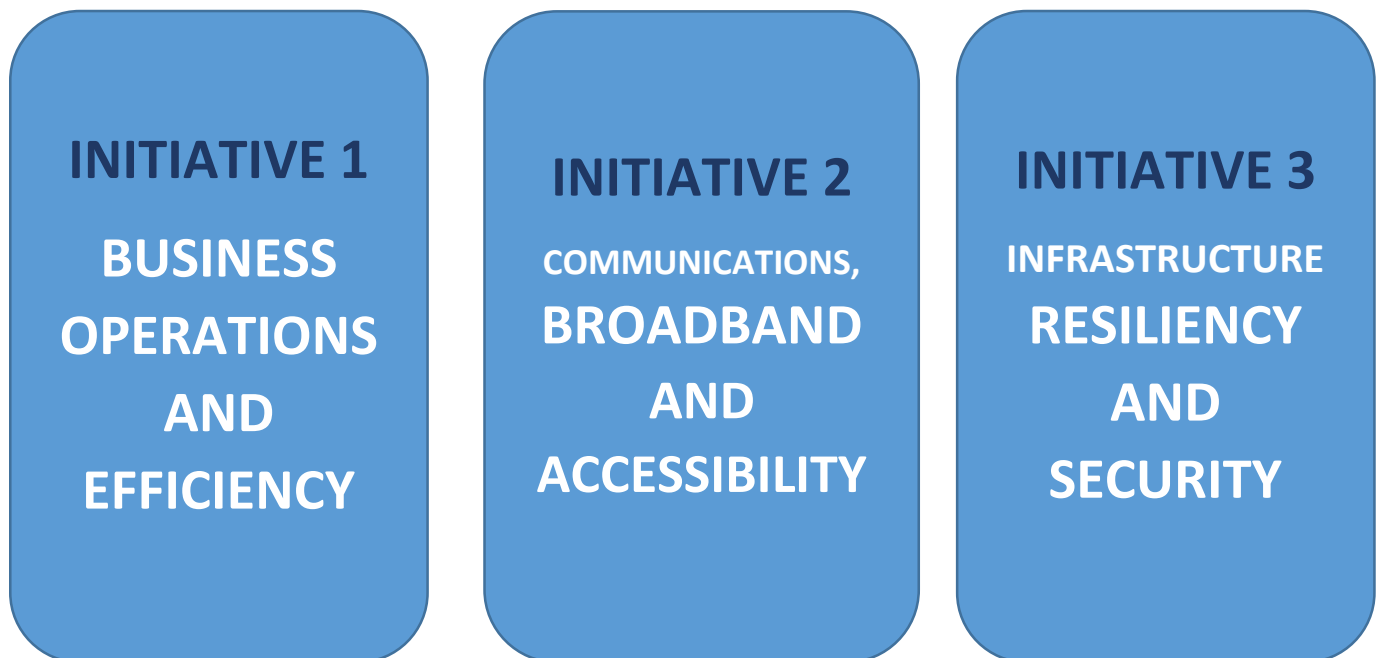 INITIATIVE 1
BUSINESS
OPERATIONS
AND
EFFICIENCY
INITIATIVE 2
COMMUNICATIONS,
BROADBAND
AND
ACCESSIBILITY
INITIATIVE 3
INFRASTRUCTURE
RESILIENCY
AND
SECURITY